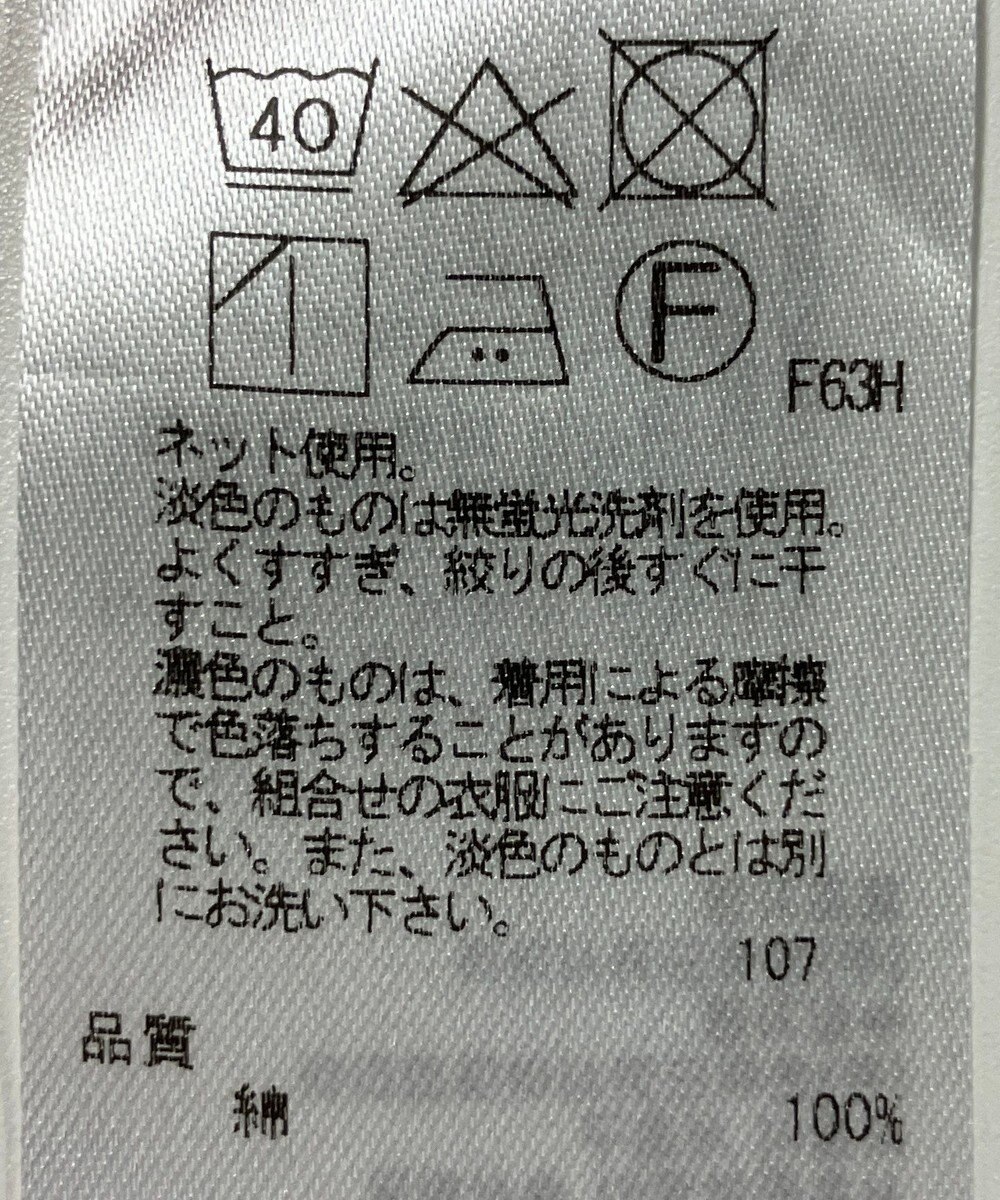 40
F
F63H
ネット使用。
淡色のものは無蛍光洗剤を使用。
よくすすぎ、絞りの後すぐに干
すこと。
濃色のものは、着用による摩擦
で色落ちすることがありますの
で、組合せの衣服にご注意くだ
さい。また、淡色のものとは別
にお洗い下さい。
107
品質
綿 100%